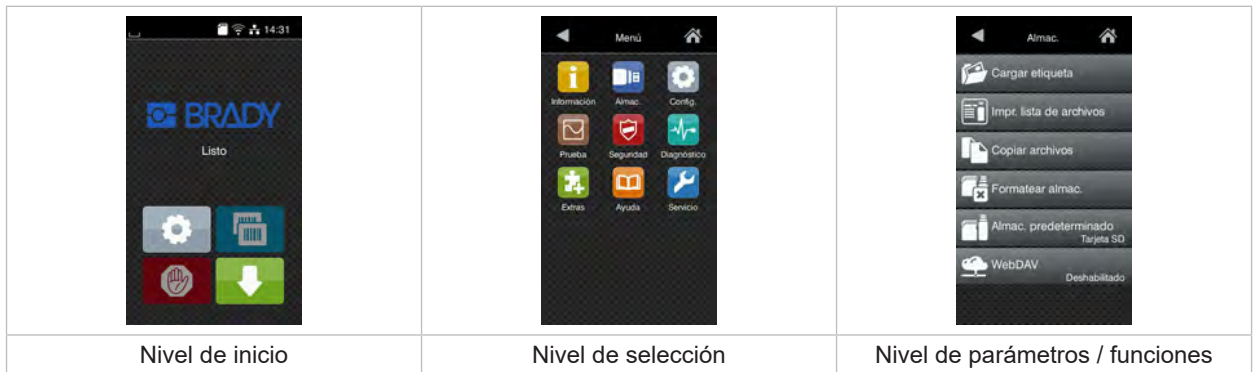 14:31
BRADY
Listo
Nivel de inicio
Menú
Información
Almac.
Config.
Prueba
Seguridad
Diagnóstico
Extras
Ayuda
Servicio
Nivel de selección
Almac.
Cargar etiqueta
Impr. lista de archivos
Copiar archivos
Formatear almac.
Almac. predeterminado
Tarjeta SD
WebDAV
Deshabilitado
Nivel de parámetros / funciones